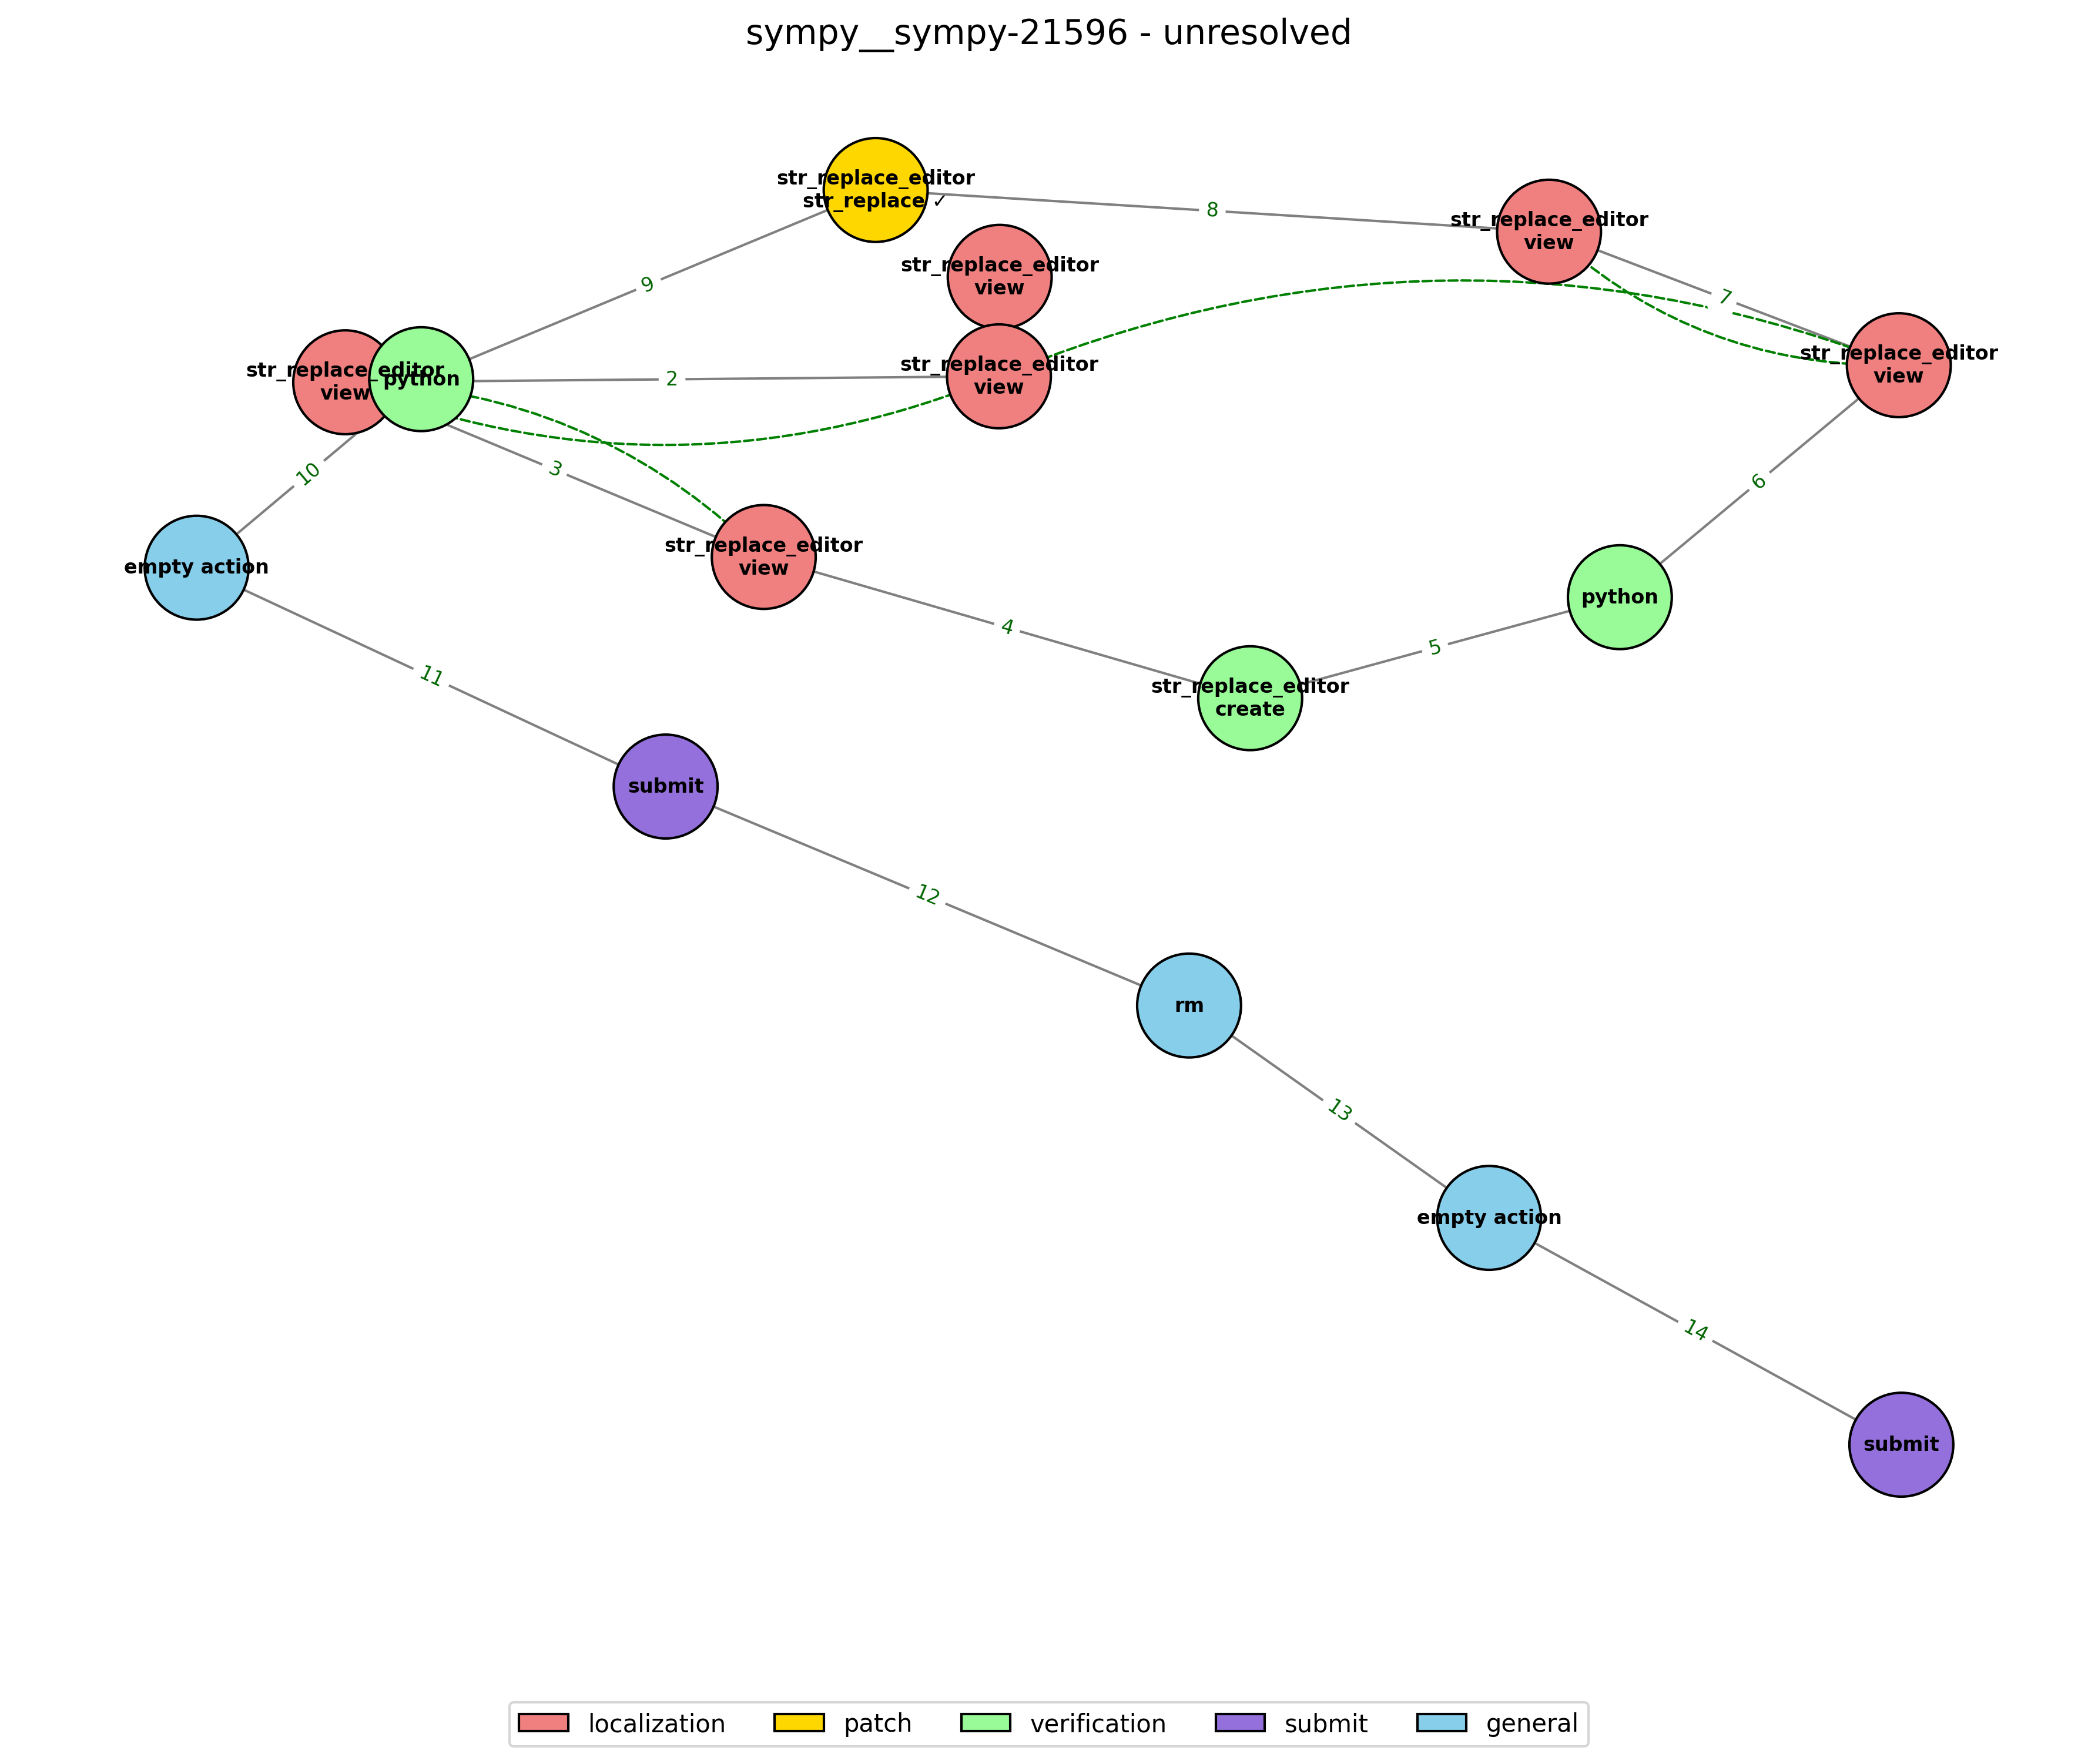 sympy__sympy-21596 - unresolved
str_replace_editor
str_replace ✓
8
str_replace_editor
view
str_replace_editor
view
9
7
str_replace_editor
view
python
2
str_replace_editor
view
str_replace_editor
view
10
3
6
empty action
str_replace_editor
view
python
4
5
11
str_replace_editor
create
submit
12
rm
13
empty action
14
submit
localization
patch
verification
submit
general